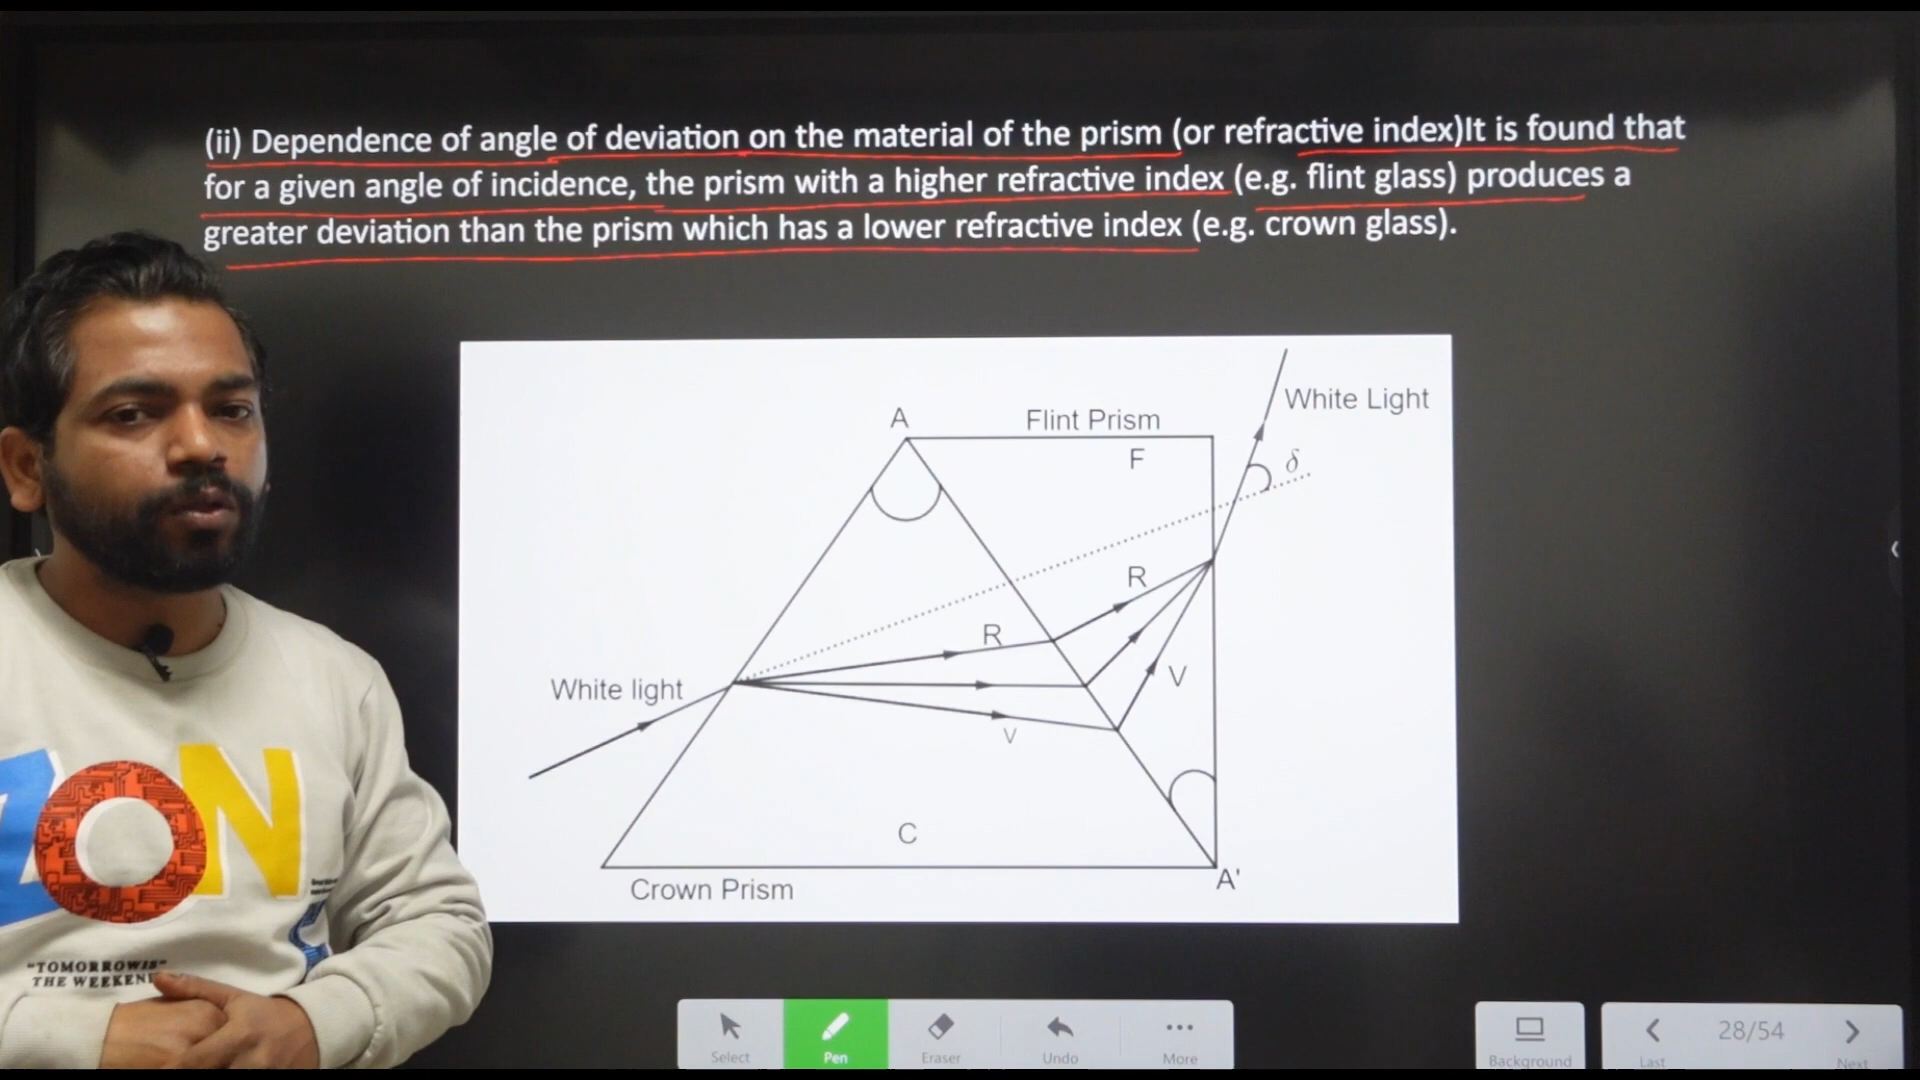 (ii) Dependence of angle of deviation on the material of the prism (or refractive index)It is found that
for a given angle of incidence, the prism with a higher refractive index (e.g. flint glass) produces a
greater deviation than the prism which has a lower refractive index (e.g. crown glass).
White Light
A
Flint Prism
F
δ
R
R
White light
V
V
C
A'
Crown Prism
ON
"TOMORROW IS"
THE WEEKEN
Select
Pen
Eraser
Undo
More
Background
Last
28/54
Next